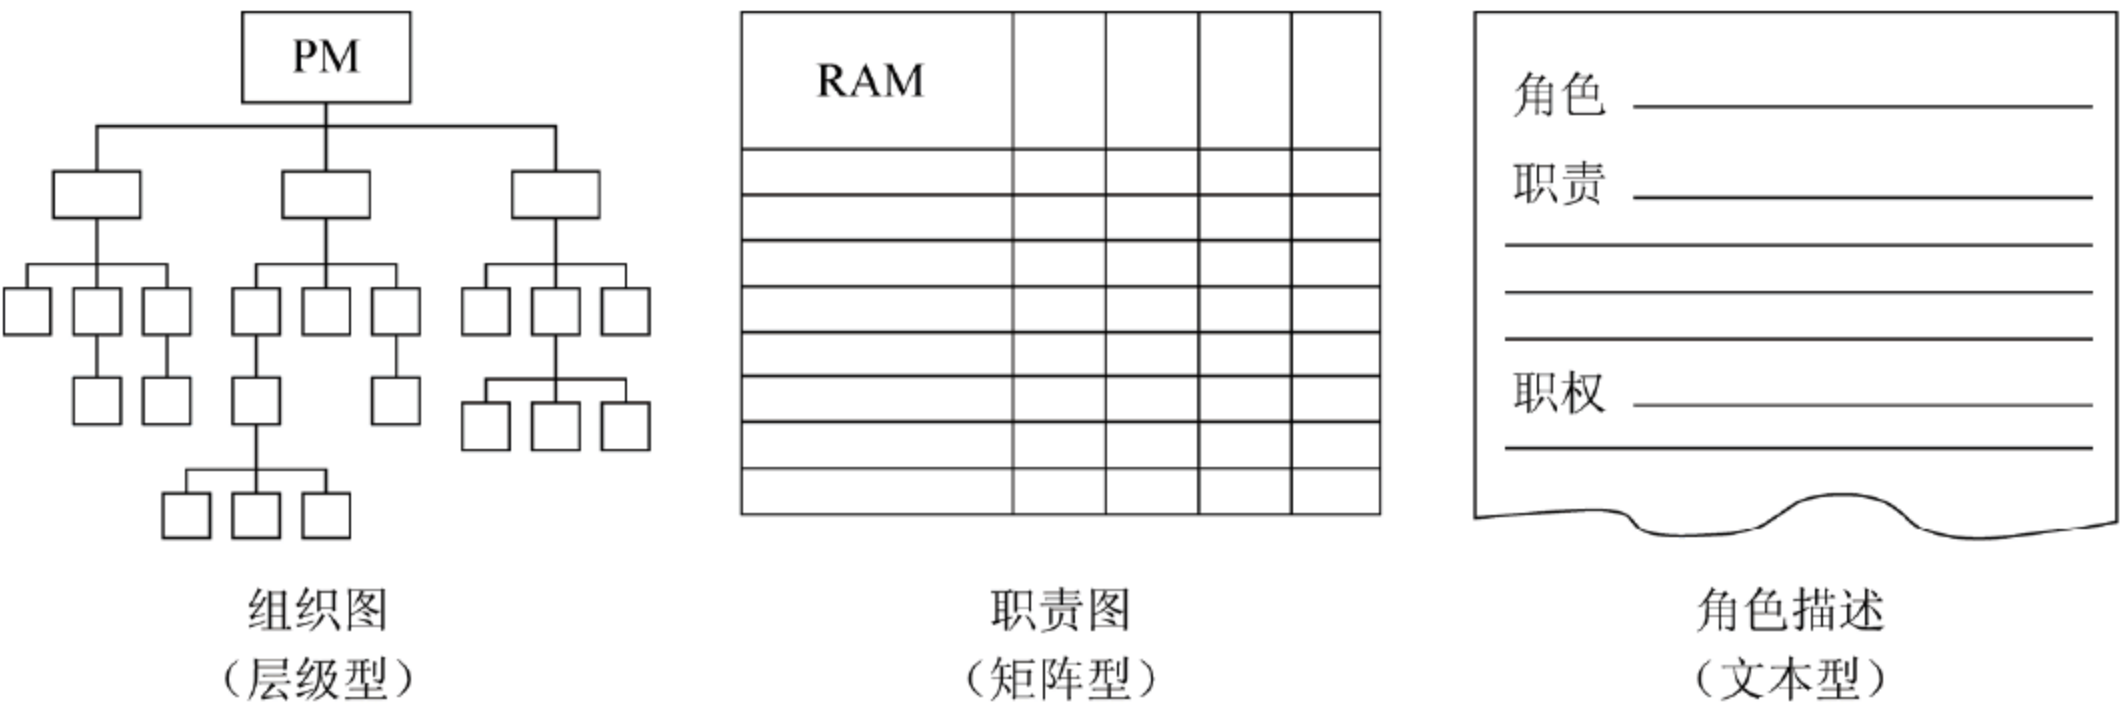 PM
组织图
（层级型）
RAM
职责图
（矩阵型）
角色
职责
职权
角色描述
（文本型）